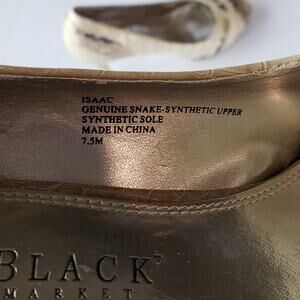 ISAAC
GENUINE SNAKE-SYNTHETIC UPPER
SYNTHETIC SOLE
MADE IN CHINA
7.5M
BLACK®
MARKET